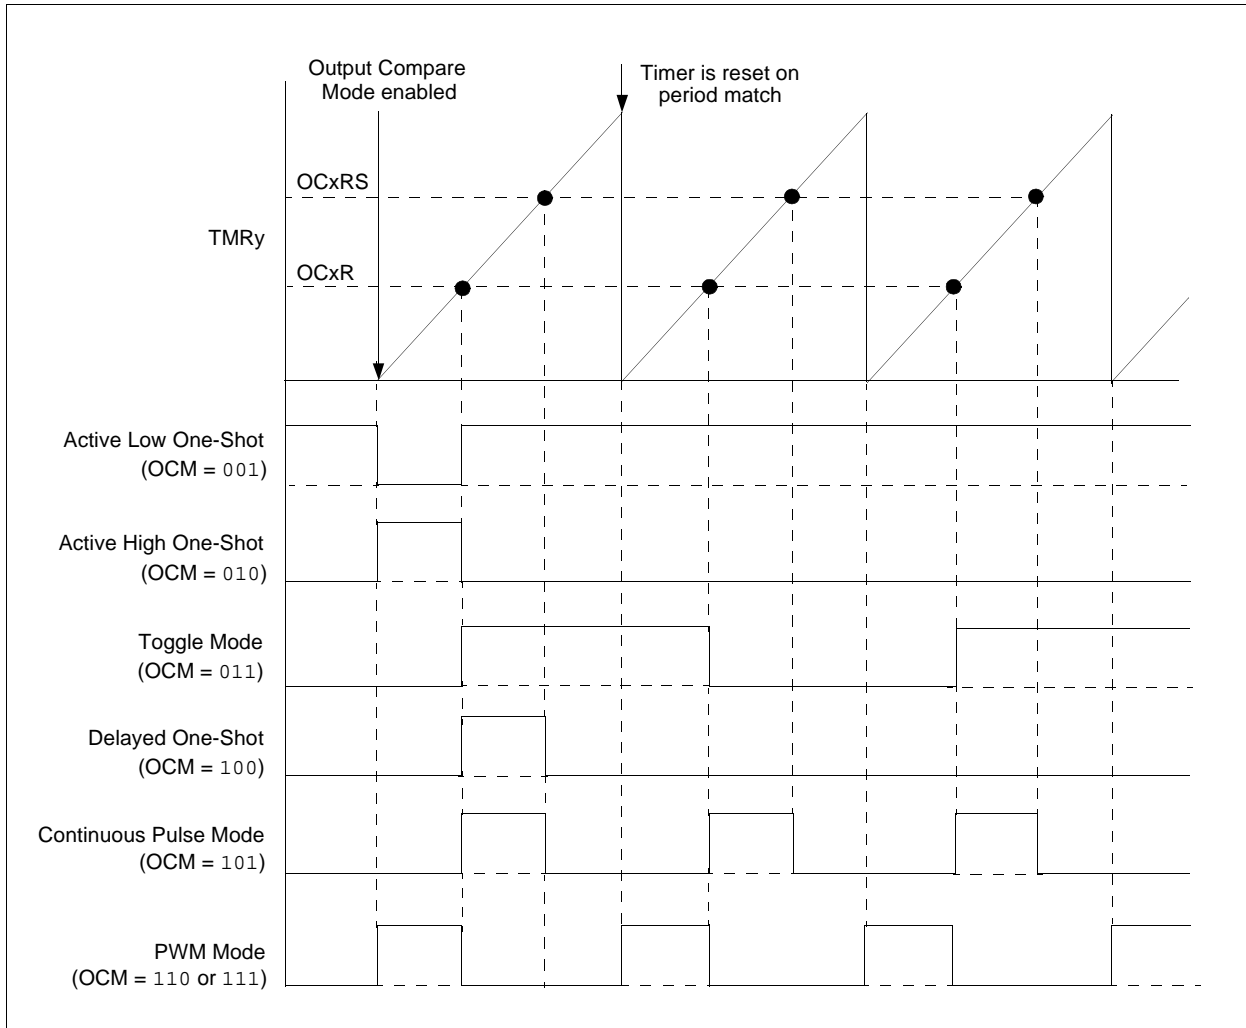 Output Compare
Mode enabled
Timer is reset on
period match
OCxRS
TMRy
OCxR
Active Low One-Shot
(OCM = 001)
Active High One-Shot
(OCM = 010)
Toggle Mode
(OCM = 011)
Delayed One-Shot
(OCM = 100)
Continuous Pulse Mode
(OCM = 101)
PWM Mode
(OCM = 110 or 111)